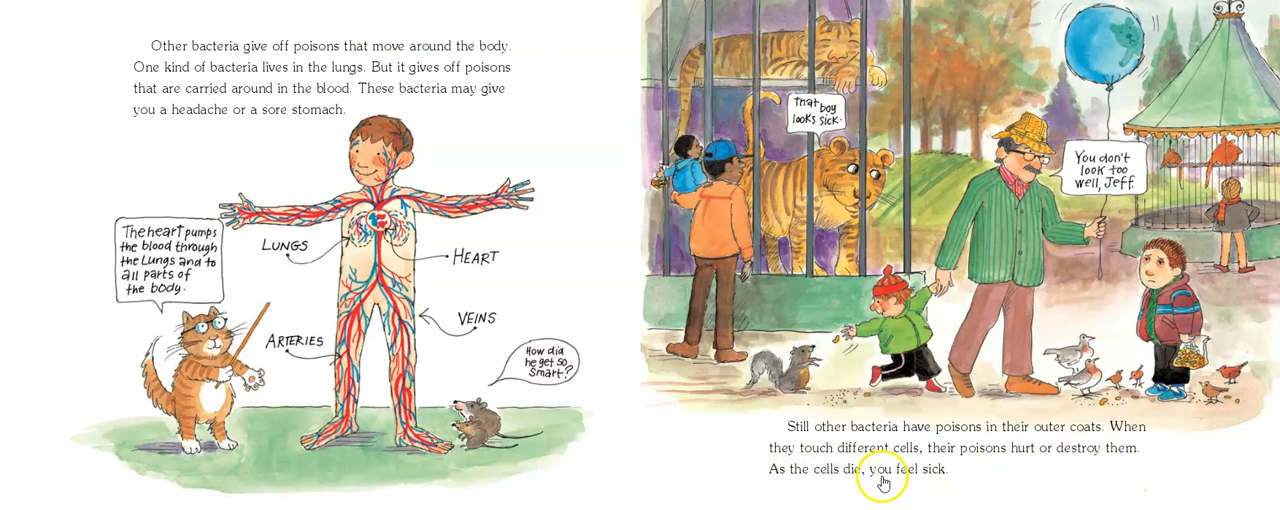 Other bacteria give off poisons that move around the body.
One kind of bacteria lives in the lungs. But it gives off poisons
that are carried around in the blood. These bacteria may give
you a headache or a sore stomach.
The heart pumps
the blood through
the Lungs and to
all parts of
the body.
LUNGS
HEART
VEINS
ARTERIES
How did
he get so
smart?
That boy
looks sick.
You don't
look too
well, Jeff.
Still other bacteria have poisons in their outer coats. When
they touch different cells, their poisons hurt or destroy them.
As the cells die, you feel sick.